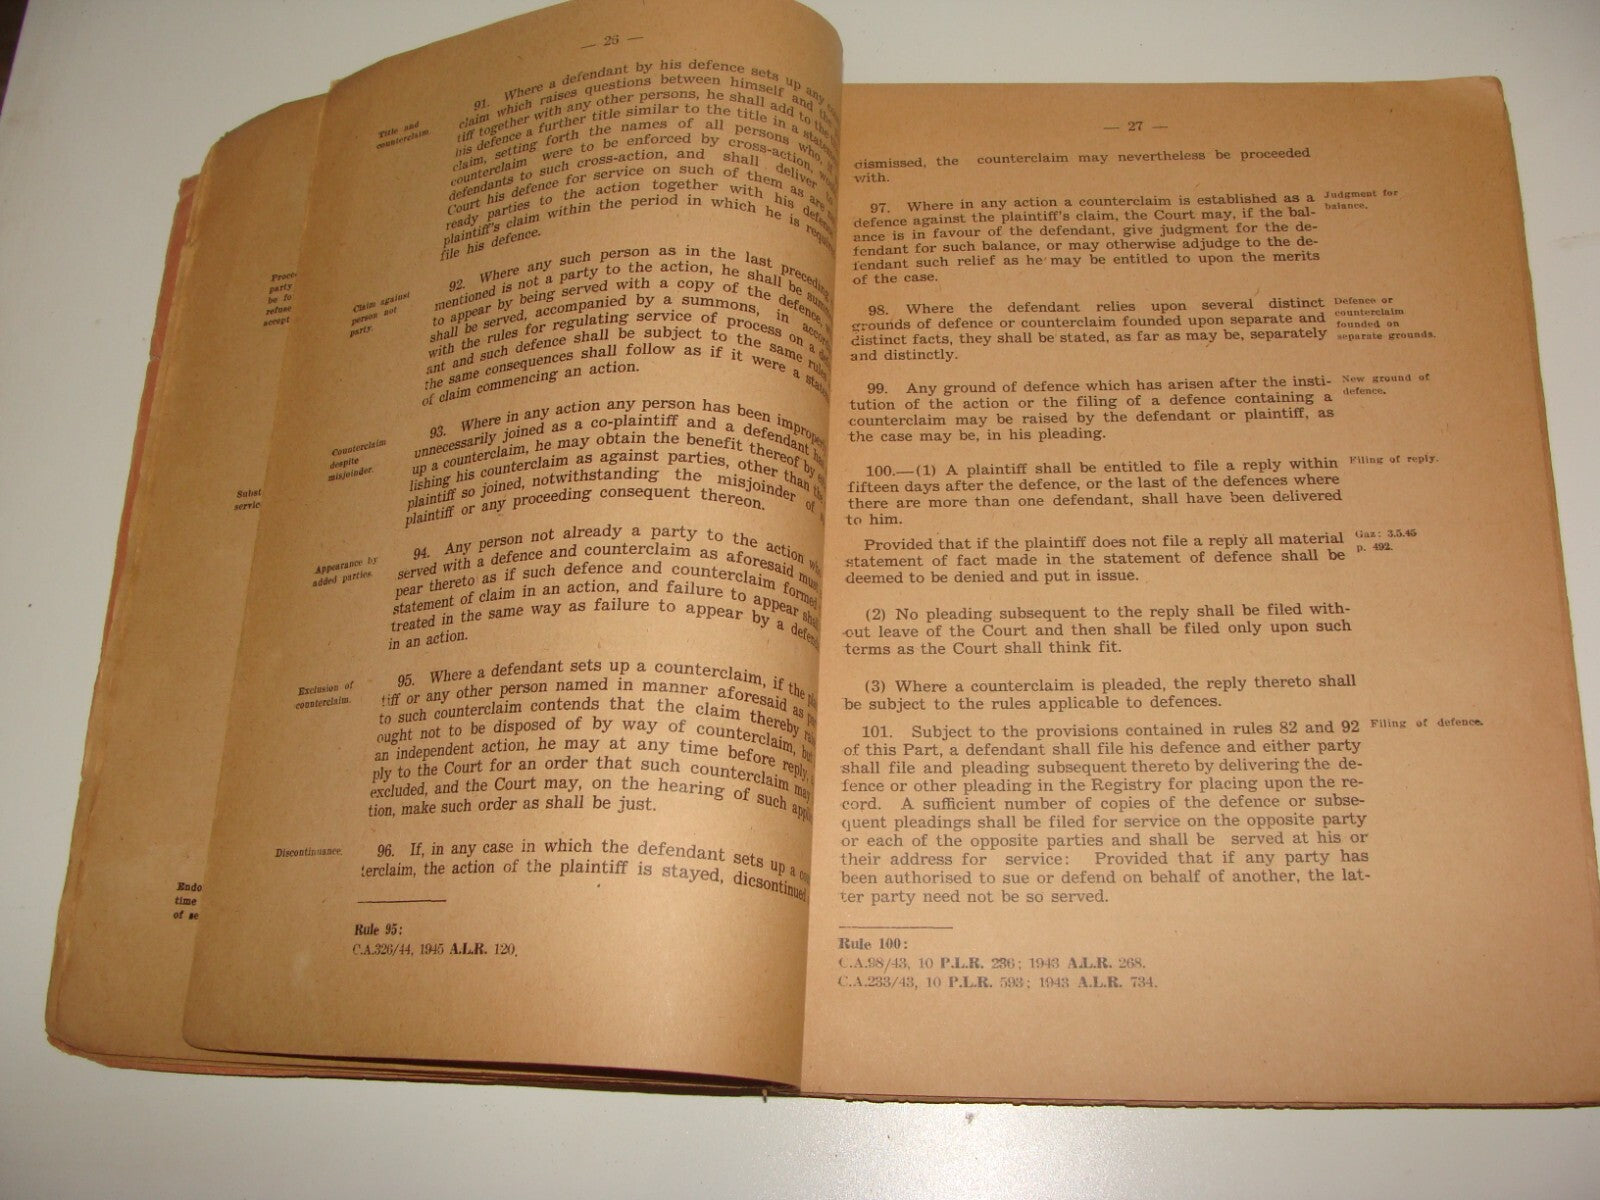 — 26 —
Title and
counterclaim.
91. Where a defendant by his defence sets up any
claim which raises questions between himself and the
tiff together with any other persons, he shall add to the
his defence a further title similar to the title in a
claim, setting forth the names of all persons who, if
counterclaim were to be enforced by cross-action,
defendants to such cross-action, and shall deliver to
Court his defence for service on such of them as are
ready parties to the action together with his
plaintiff's claim within the period in which he is
file his defence.
Claim against
person not
party.
92. Where any such person as in the last preceding
mentioned is not a party to the action, he shall be
to appear by being served with a copy of the defence,
shall be served, accompanied by a summons, in
with the rules for regulating service of process on a
ant and such defence shall be subject to the same rules
the same consequences shall follow as if it were a
of claim commencing an action.
Counterclaim
despite
misjoinder.
93. Where in any action any person has been
unnecessarily joined as a co-plaintiff and a defendant
up a counterclaim, he may obtain the benefit thereof by
lishing his counterclaim as against parties, other than the
plaintiff so joined, notwithstanding the misjoinder of
plaintiff or any proceeding consequent thereon.
Appearance by
added parties.
94. Any person not already a party to the action
served with a defence and counterclaim as aforesaid
pear thereto as if such defence and counterclaim formed
statement of claim in an action, and failure to appear
treated in the same way as failure to appear by a
in an action.
Exclusion of
counterclaim.
95. Where a defendant sets up a counterclaim, if the
tiff or any other person named in manner aforesaid as
to such counterclaim contends that the claim thereby
ought not to be disposed of by way of counterclaim,
an independent action, he may at any time before reply,
ply to the Court for an order that such counterclaim may
excluded, and the Court may, on the hearing of such
tion, make such order as shall be just.
Discontinuance.
96. If, in any case in which the defendant sets up a
terclaim, the action of the plaintiff is stayed, dicsontinued
Rule 95:
C.A.326/44, 1945 A.L.R. 120.
party
be fo
refuse
accept
servic
time
of se
— 27 —
dismissed, the counterclaim may nevertheless be proceeded
with.
97. Where in any action a counterclaim is established as a
defence against the plaintiff's claim, the Court may, if the bal-
ance is in favour of the defendant, give judgment for the de-
fendant for such balance, or may otherwise adjudge to the de-
fendant such relief as he may be entitled to upon the merits
of the case.
Judgment for
balance.
98. Where the defendant relies upon several distinct
grounds of defence or counterclaim founded upon separate and
distinct facts, they shall be stated, as far as may be, separately
and distinctly.
Defence or
counterclaim
founded on
separate grounds.
99. Any ground of defence which has arisen after the insti-
tution of the action or the filing of a defence containing a
counterclaim may be raised by the defendant or plaintiff, as
the case may be, in his pleading.
New ground of
defence.
100.—(1) A plaintiff shall be entitled to file a reply within
fifteen days after the defence, or the last of the defences where
there are more than one defendant, shall have been delivered
to him.
Filing of reply.
Provided that if the plaintiff does not file a reply all material
statement of fact made in the statement of defence shall be
deemed to be denied and put in issue.
Gaz: 3.5.45
p. 492.
(2) No pleading subsequent to the reply shall be filed with-
out leave of the Court and then shall be filed only upon such
terms as the Court shall think fit.
(3) Where a counterclaim is pleaded, the reply thereto shall
be subject to the rules applicable to defences.
101. Subject to the provisions contained in rules 82 and 92
of this Part, a defendant shall file his defence and either party
shall file and pleading subsequent thereto by delivering the de-
fence or other pleading in the Registry for placing upon the re-
cord. A sufficient number of copies of the defence or subse-
quent pleadings shall be filed for service on the opposite party
or each of the opposite parties and shall be served at his or
their address for service: Provided that if any party has
been authorised to sue or defend on behalf of another, the lat-
ter party need not be so served.
Filing of defence.
Rule 100:
C.A.98/43, 10 P.L.R. 236; 1943 A.L.R. 268.
C.A.233/43, 10 P.L.R. 593; 1943 A.L.R. 734.